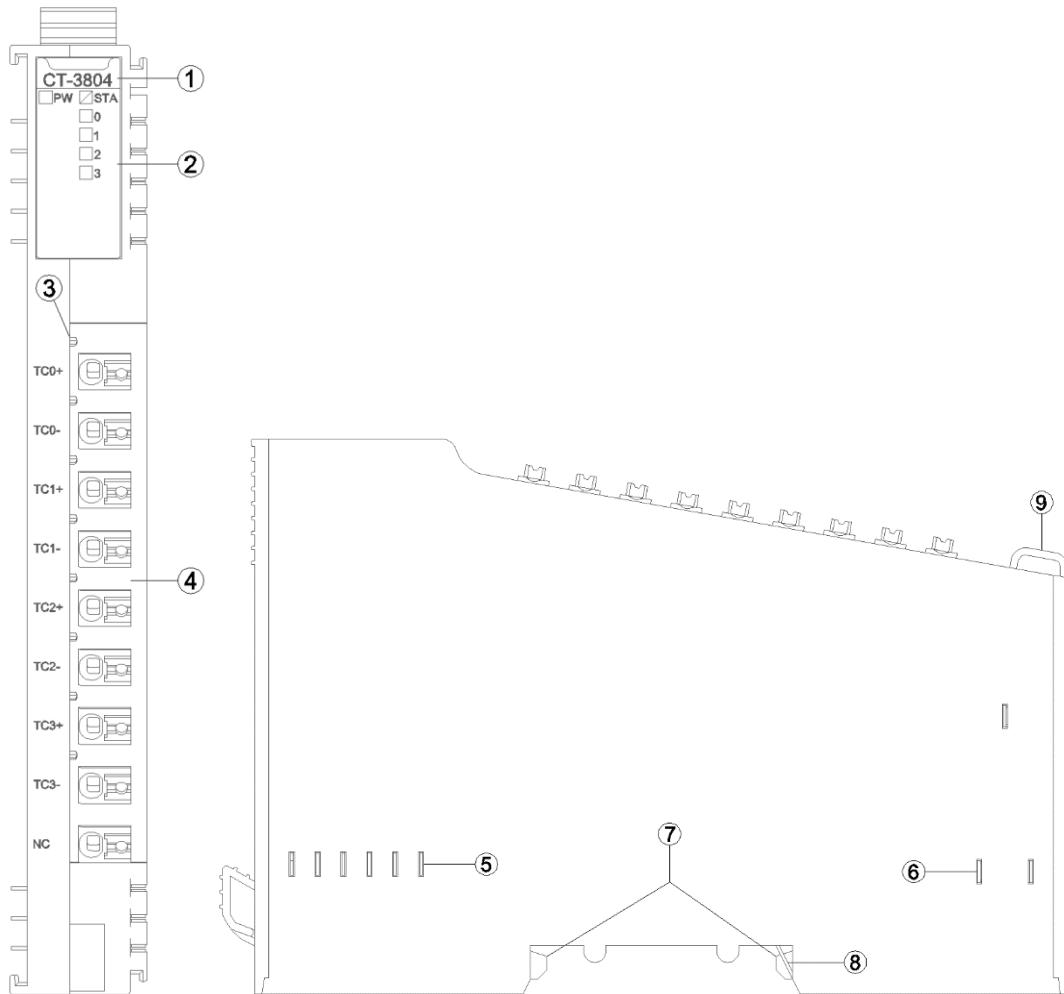 CT-3804
①
PW STA
0
1
2
②
3
③
TC0+
TC0-
TC1+
TC1-
④
TC2+
TC2-
TC3+
TC3-
NC
⑨
⑦
⑤
⑥
⑧